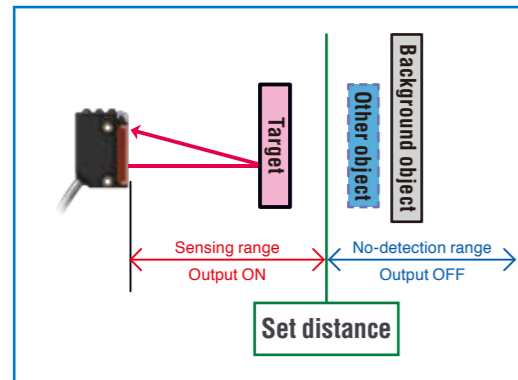 Target
Other object
Background object
Sensing range
Output ON
No-detection range
Output OFF
Set distance